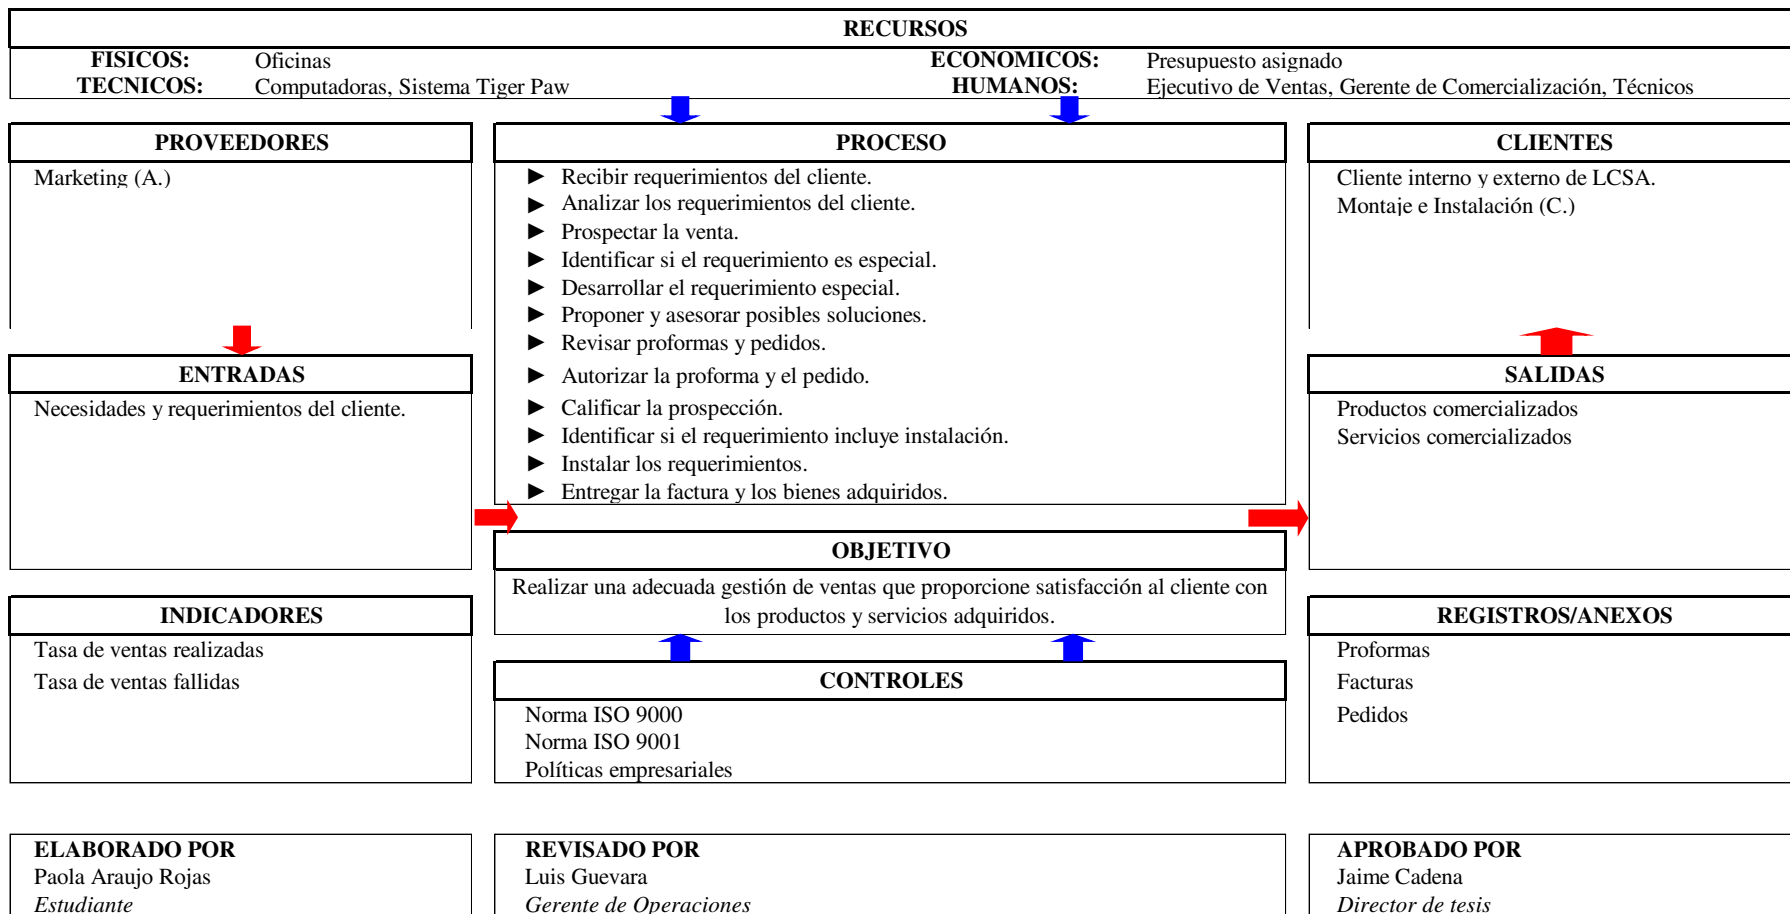 RECURSOS
FISICOS: Oficinas ECONOMICOS: Presupuesto asignado
TECNICOS: Computadoras, Sistema Tiger Paw HUMANOS: Ejecutivo de Ventas, Gerente de Comercialización, Técnicos
PROVEEDORES
Marketing (A.)
ENTRADAS
Necesidades y requerimientos del cliente.
INDICADORES
Tasa de ventas realizadas
Tasa de ventas fallidas
PROCESO
► Recibir requerimientos del cliente.
► Analizar los requerimientos del cliente.
► Prospectar la venta.
► Identificar si el requerimiento es especial.
► Desarrollar el requerimiento especial.
► Proponer y asesorar posibles soluciones.
► Revisar proformas y pedidos.
► Autorizar la proforma y el pedido.
► Calificar la prospección.
► Identificar si el requerimiento incluye instalación.
► Instalar los requerimientos.
► Entregar la factura y los bienes adquiridos.
OBJETIVO
Realizar una adecuada gestión de ventas que proporcione satisfacción al cliente con
los productos y servicios adquiridos.
CONTROLES
Norma ISO 9000
Norma ISO 9001
Políticas empresariales
CLIENTES
Cliente interno y externo de LCSA.
Montaje e Instalación (C.)
SALIDAS
Productos comercializados
Servicios comercializados
REGISTROS/ANEXOS
Proformas
Facturas
Pedidos
ELABORADO POR
Paola Araujo Rojas
Estudiante
REVISADO POR
Luis Guevara
Gerente de Operaciones
APROBADO POR
Jaime Cadena
Director de tesis